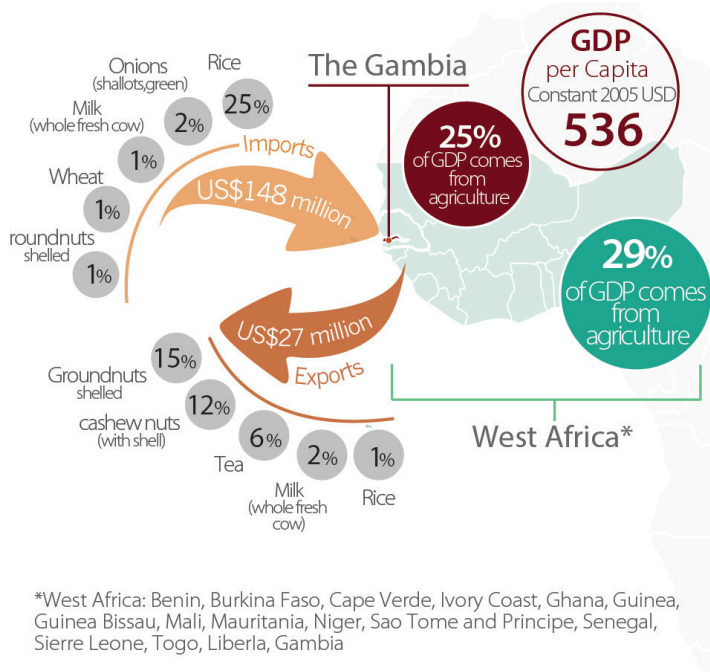 GDP
per Capita
Constant 2005 USD
536
The Gambia
25%
of GDP comes
from
agriculture
29%
of GDP comes
from
agriculture
West Africa*
Imports
US$148 million
Rice
25%
Onions
(shallots,green)
2%
Milk
(whole fresh cow)
1%
Wheat
1%
roundnuts
shelled
1%
US$27 million
Exports
15%
Groundnuts
shelled
12%
cashew nuts
(with shell)
6%
Tea
2%
Milk
(whole fresh
cow)
1%
Rice
*West Africa: Benin, Burkina Faso, Cape Verde, Ivory Coast, Ghana, Guinea,
Guinea Bissau, Mali, Mauritania, Niger, Sao Tome and Principe, Senegal,
Sierre Leone, Togo, Liberla, Gambia